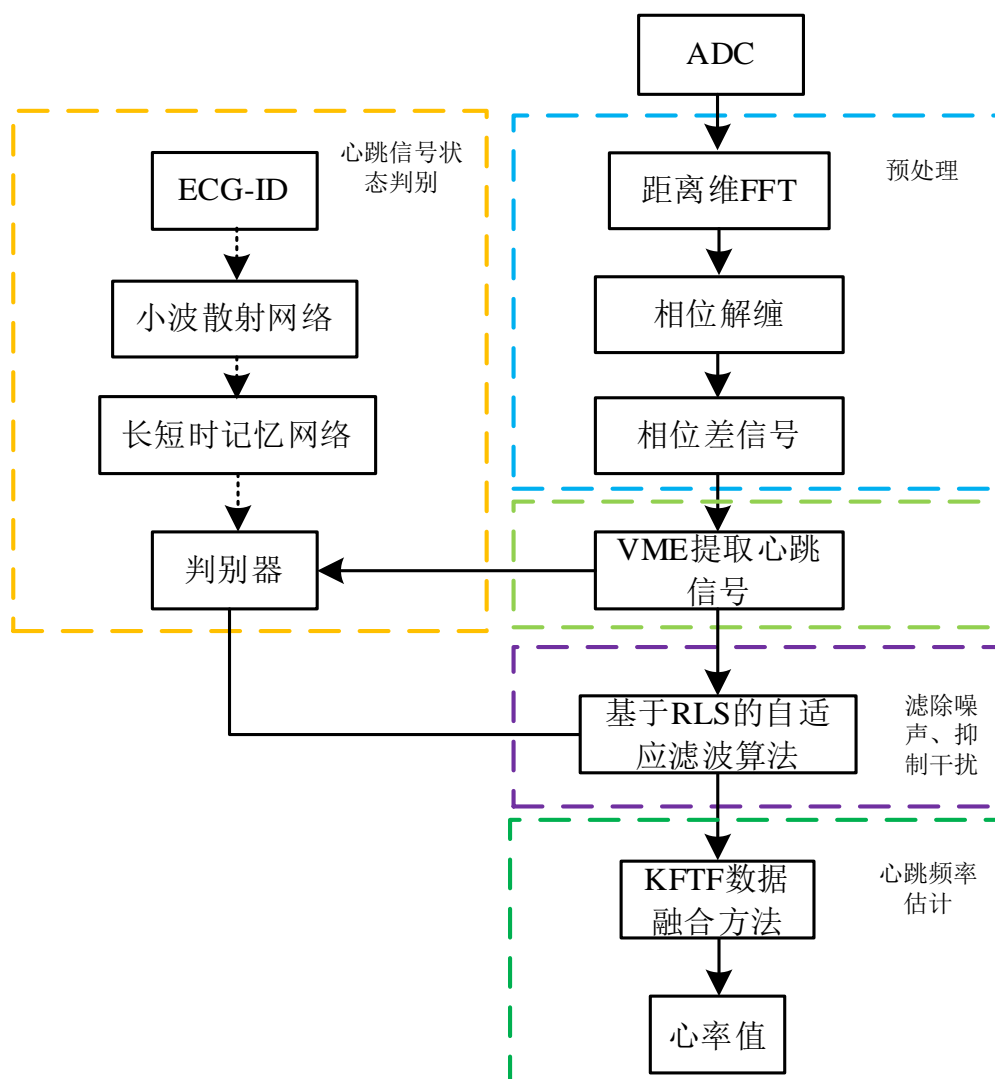 ADC
心跳信号状
态判别
ECG-ID
小波散射网络
长短时记忆网络
判别器
预处理
距离维FFT
相位解缠
相位差信号
VME提取心跳
信号
基于RLS的自适
应滤波算法
滤除噪
声、抑
制干扰
KFTF数据
融合方法
心跳频率
估计
心率值